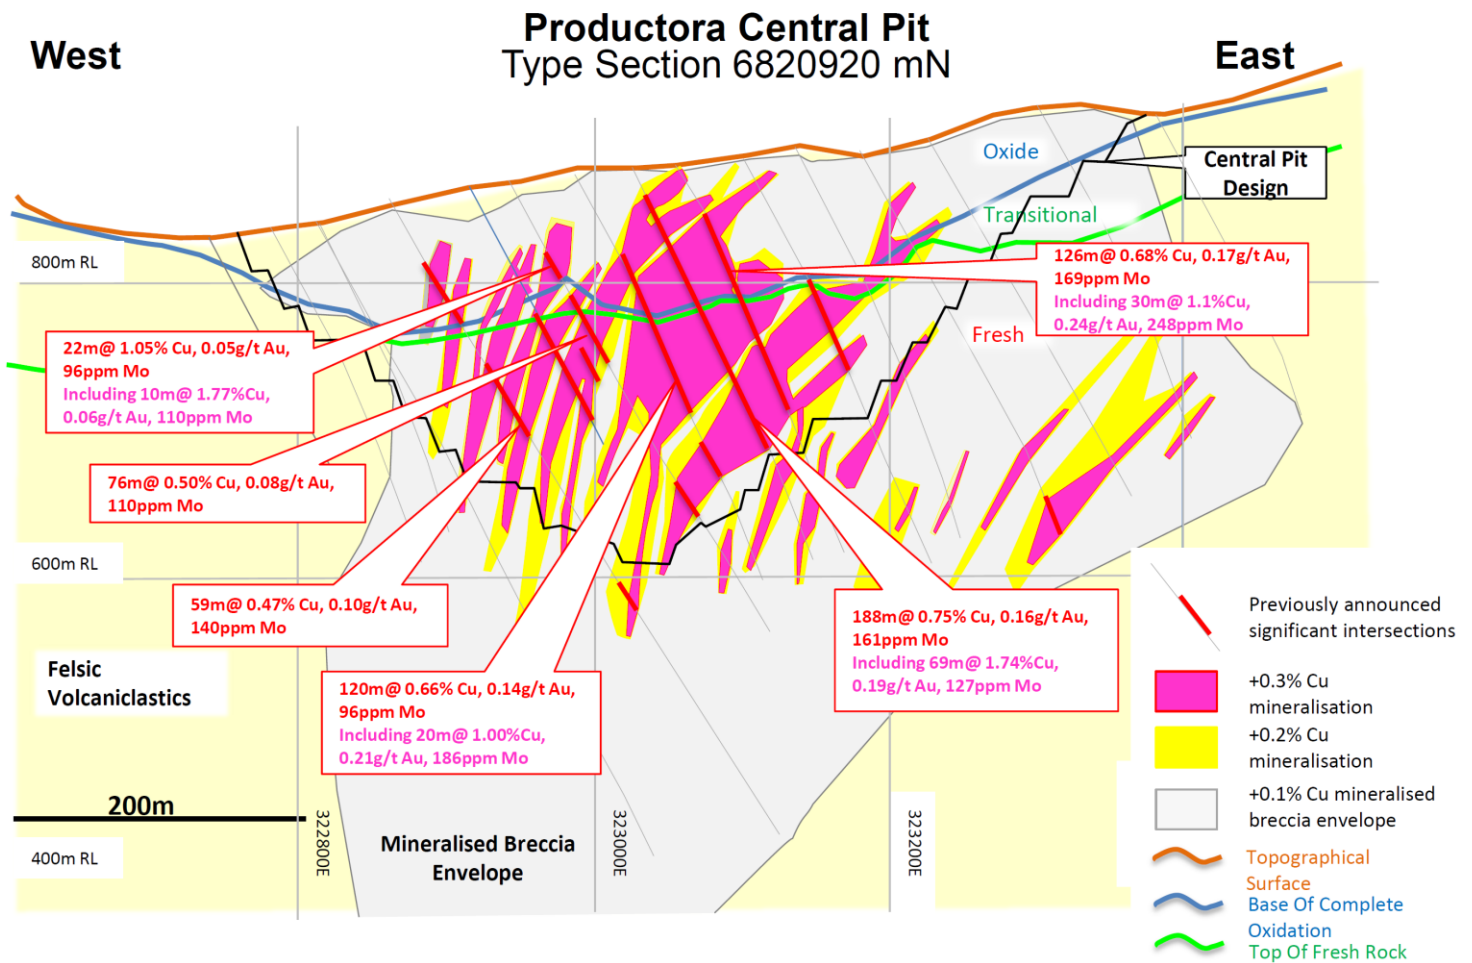 Productora Central Pit
Type Section 6820920 mN
West
East
Oxide
Central Pit
Design
Transitional
800m RL
126m@ 0.68% Cu, 0.17g/t Au,
169ppm Mo
Including 30m@ 1.1%Cu,
0.24g/t Au, 248ppm Mo
Fresh
22m@ 1.05% Cu, 0.05g/t Au,
96ppm Mo
Including 10m@ 1.77%Cu,
0.06g/t Au, 110ppm Mo
76m@ 0.50% Cu, 0.08g/t Au,
110ppm Mo
600m RL
59m@ 0.47% Cu, 0.10g/t Au,
140ppm Mo
188m@ 0.75% Cu, 0.16g/t Au,
161ppm Mo
Including 69m@ 1.74%Cu,
0.19g/t Au, 127ppm Mo
Felsic
Volcaniclastics
120m@ 0.66% Cu, 0.14g/t Au,
96ppm Mo
Including 20m@ 1.00%Cu,
0.21g/t Au, 186ppm Mo
200m
322800E
323000E
323200E
Mineralised Breccia
Envelope
400m RL
Previously announced
significant intersections
+0.3% Cu
mineralisation
+0.2% Cu
mineralisation
+0.1% Cu mineralised
breccia envelope
Topographical
Surface
Base Of Complete
Oxidation
Top Of Fresh Rock